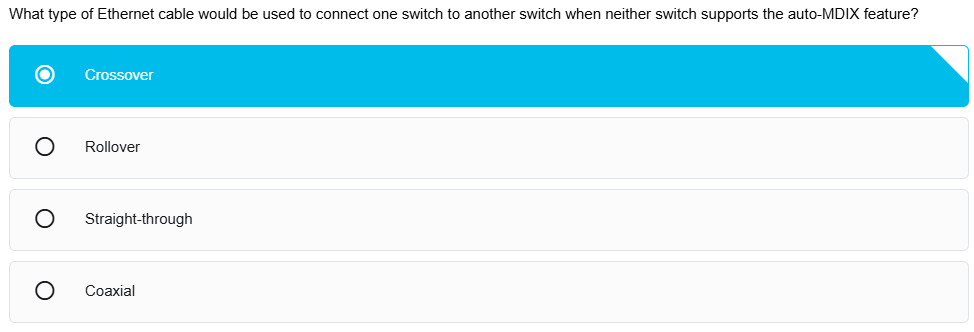 What type of Ethernet cable would be used to connect one switch to another switch when neither switch supports the auto-MDIX feature?
Crossover
Rollover
Straight-through
Coaxial